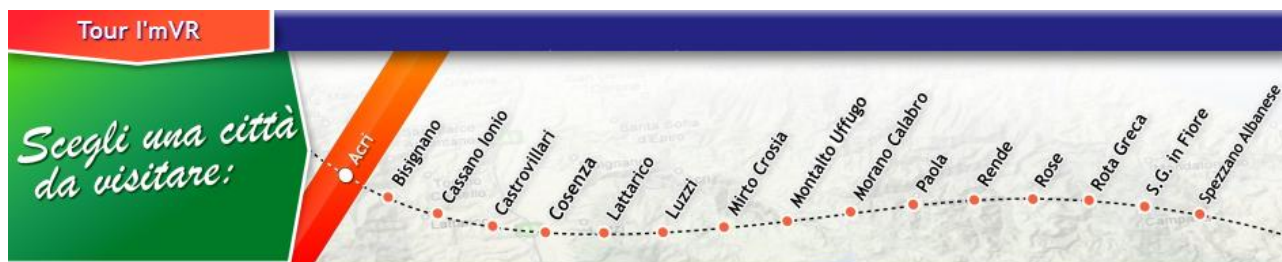 Tour I'mVR
Scegli una città
da visitare:
Acri
Bisignano
Cassano Ionio
Castrovillari
Cosenza
Lattarico
Luzzi
Mirto Crosia
Montalto Uffugo
Morano Calabro
Paola
Rende
Rose
Rota Greca
S.G. in Fiore
Spezzano Albanese